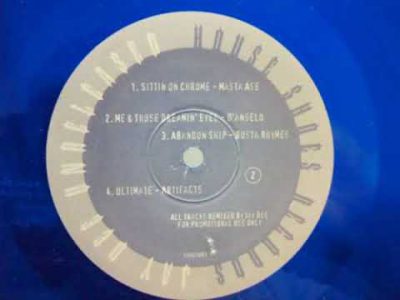 UNRELEASED HOUSE SHOES RECORDS JAY DEE
1. SITTIN ON CHROME - MASTA ACE
2. ME & THOSE DREAMIN' EYES - D'ANGELO
3. ABANDON SHIP - BUSTA RHYMES
2
4. ULTIMATE - ARTIFACTS
ALL TRACKS REMIXED BY JAY DEE
FOR PROMOTIONAL USE ONLY